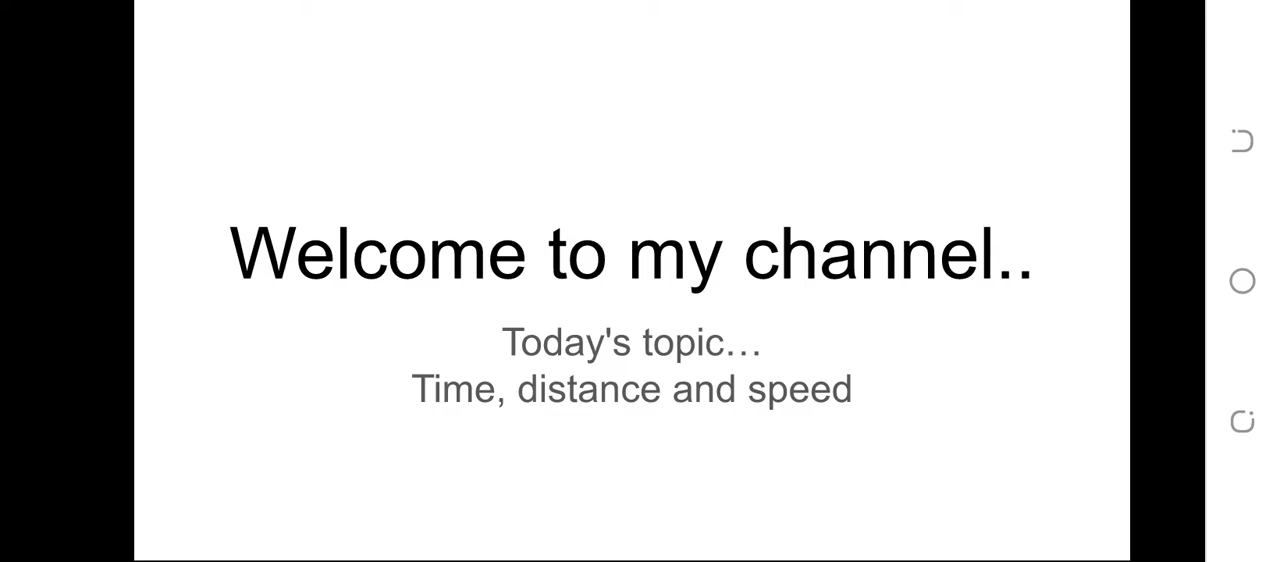 Welcome to my channel..
Today's topic…
Time, distance and speed